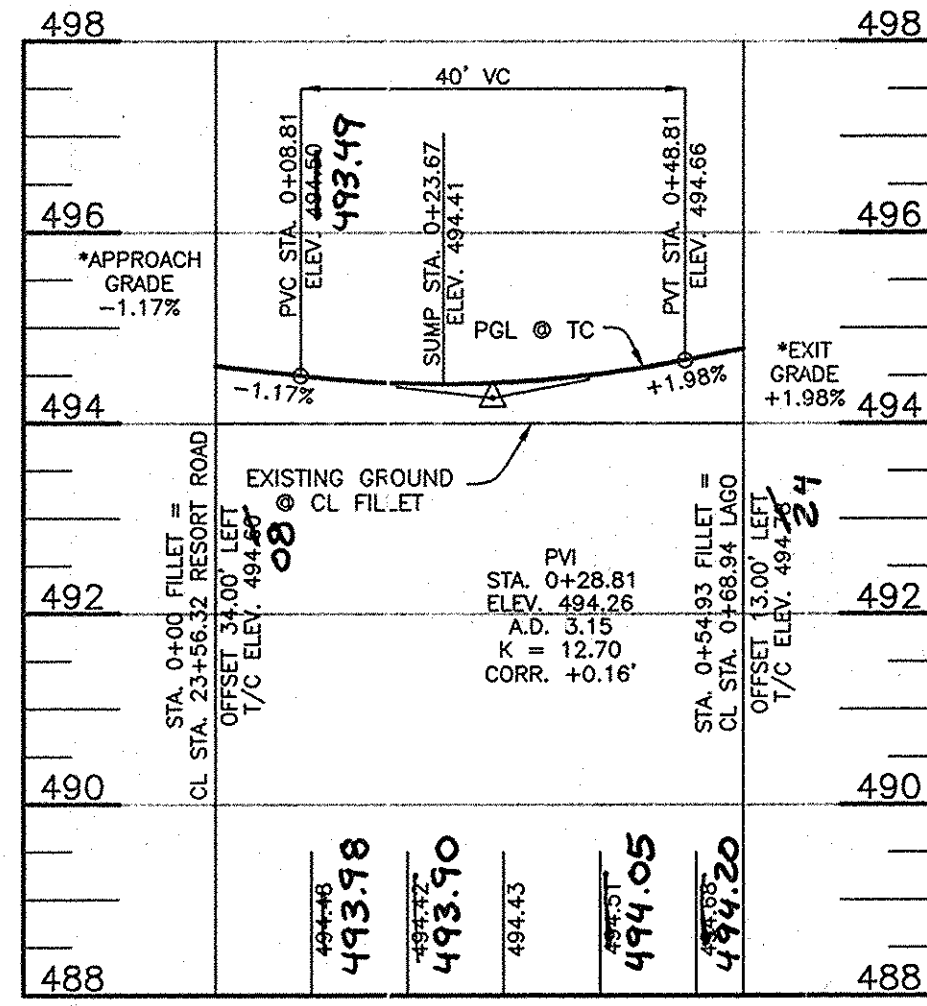 498
498
40' VC
PVC STA. 0+08.81
ELEV. 494.50
493.49
SUMP STA. 0+23.67
ELEV. 494.41
PVT STA. 0+48.81
ELEV. 494.66
496
496
*APPROACH
GRADE
-1.17%
PGL @ TC
*EXIT
GRADE
+1.98%
-1.17%
+1.98%
494
494
EXISTING GROUND
@ CL FILLET
STA. 0+00 FILLET =
CL STA. 23+56.32 RESORT ROAD
OFFSET 34.00' LEFT
T/C ELEV. 494.60
08
PVI
STA. 0+28.81
ELEV. 494.26
A.D. 3.15
K = 12.70
CORR. +0.16'
STA. 0+54.93 FILLET =
CL STA. 0+68.94 LAGO
OFFSET 13.00' LEFT
T/C ELEV. 494.78
24
492
492
490
490
494.48
493.98
494.42
493.90
494.43
494.51
494.05
494.68
494.20
488
488